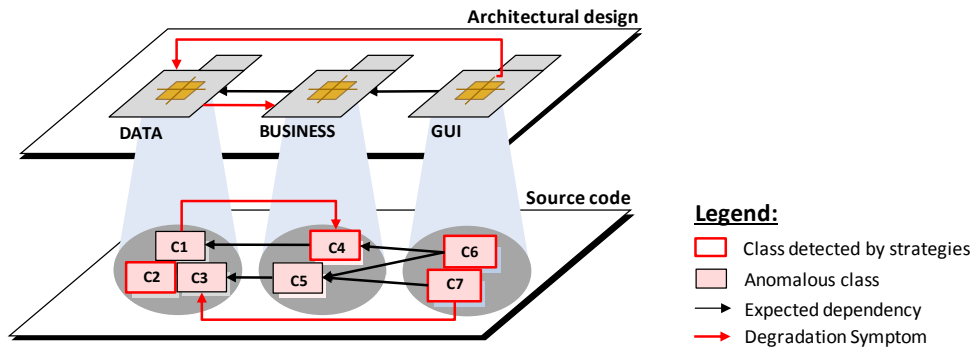 Architectural design
DATA
BUSINESS
GUI
Source code
C1
C4
C6
C2
C3
C5
C7
Legend:
Class detected by strategies
Anomalous class
Expected dependency
Degradation Symptom